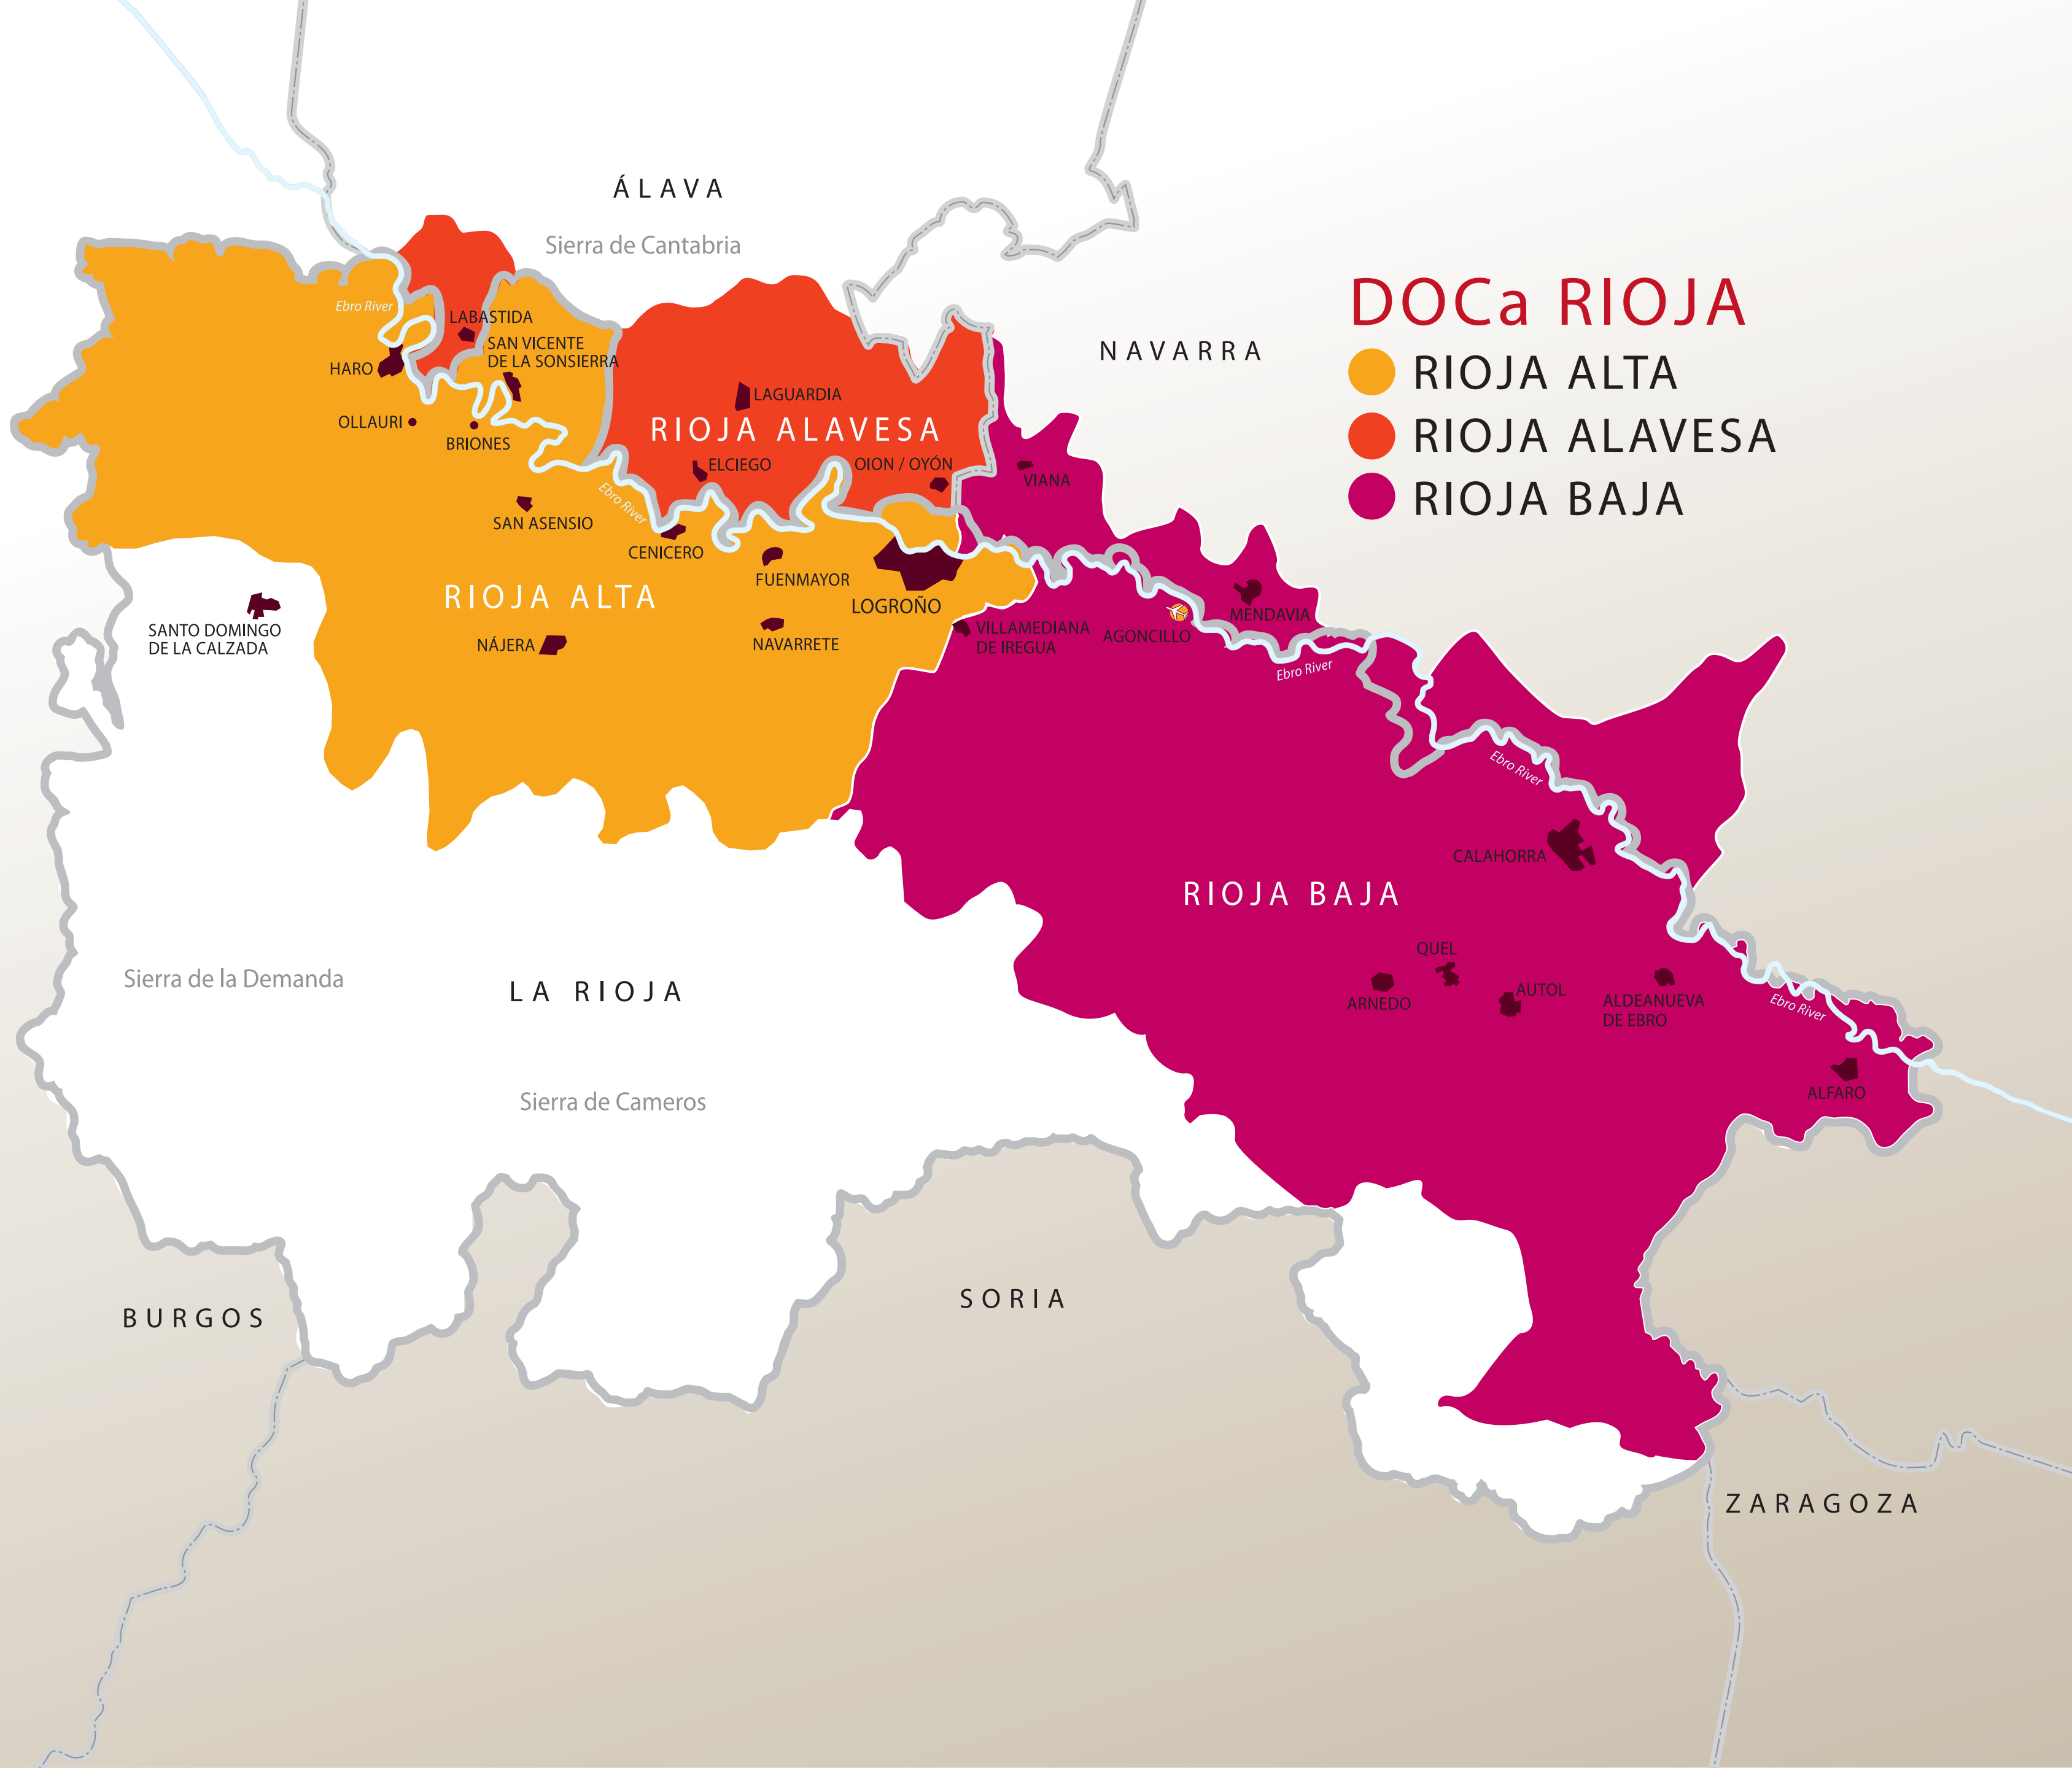 ÁLAVA
Sierra de Cantabria
NAVARRA
DOCa RIOJA
RIOJA ALTA
RIOJA ALAVESA
RIOJA BAJA
Ebro River
LABASTIDA
SAN VICENTE
DE LA SONSIERRA
HARO
OLLAURI
BRIONES
LAGUARDIA
RIOJA ALAVESA
ELCIEGO
OION / OYÓN
VIANA
Ebro River
SAN ASENSIO
CENICERO
FUENMAYOR
LOGROÑO
RIOJA ALTA
SANTO DOMINGO
DE LA CALZADA
NÁJERA
NAVARRETE
VILLAMEDIANA
DE IREGUA
AGONCILLO
MENDAVIA
Ebro River
Ebro River
CALAHORRA
RIOJA BAJA
QUEL
ARNEDO
AUTOL
ALDEANUEVA
DE EBRO
Ebro River
ALFARO
Sierra de la Demanda
LA RIOJA
Sierra de Cameros
BURGOS
SORIA
ZARAGOZA